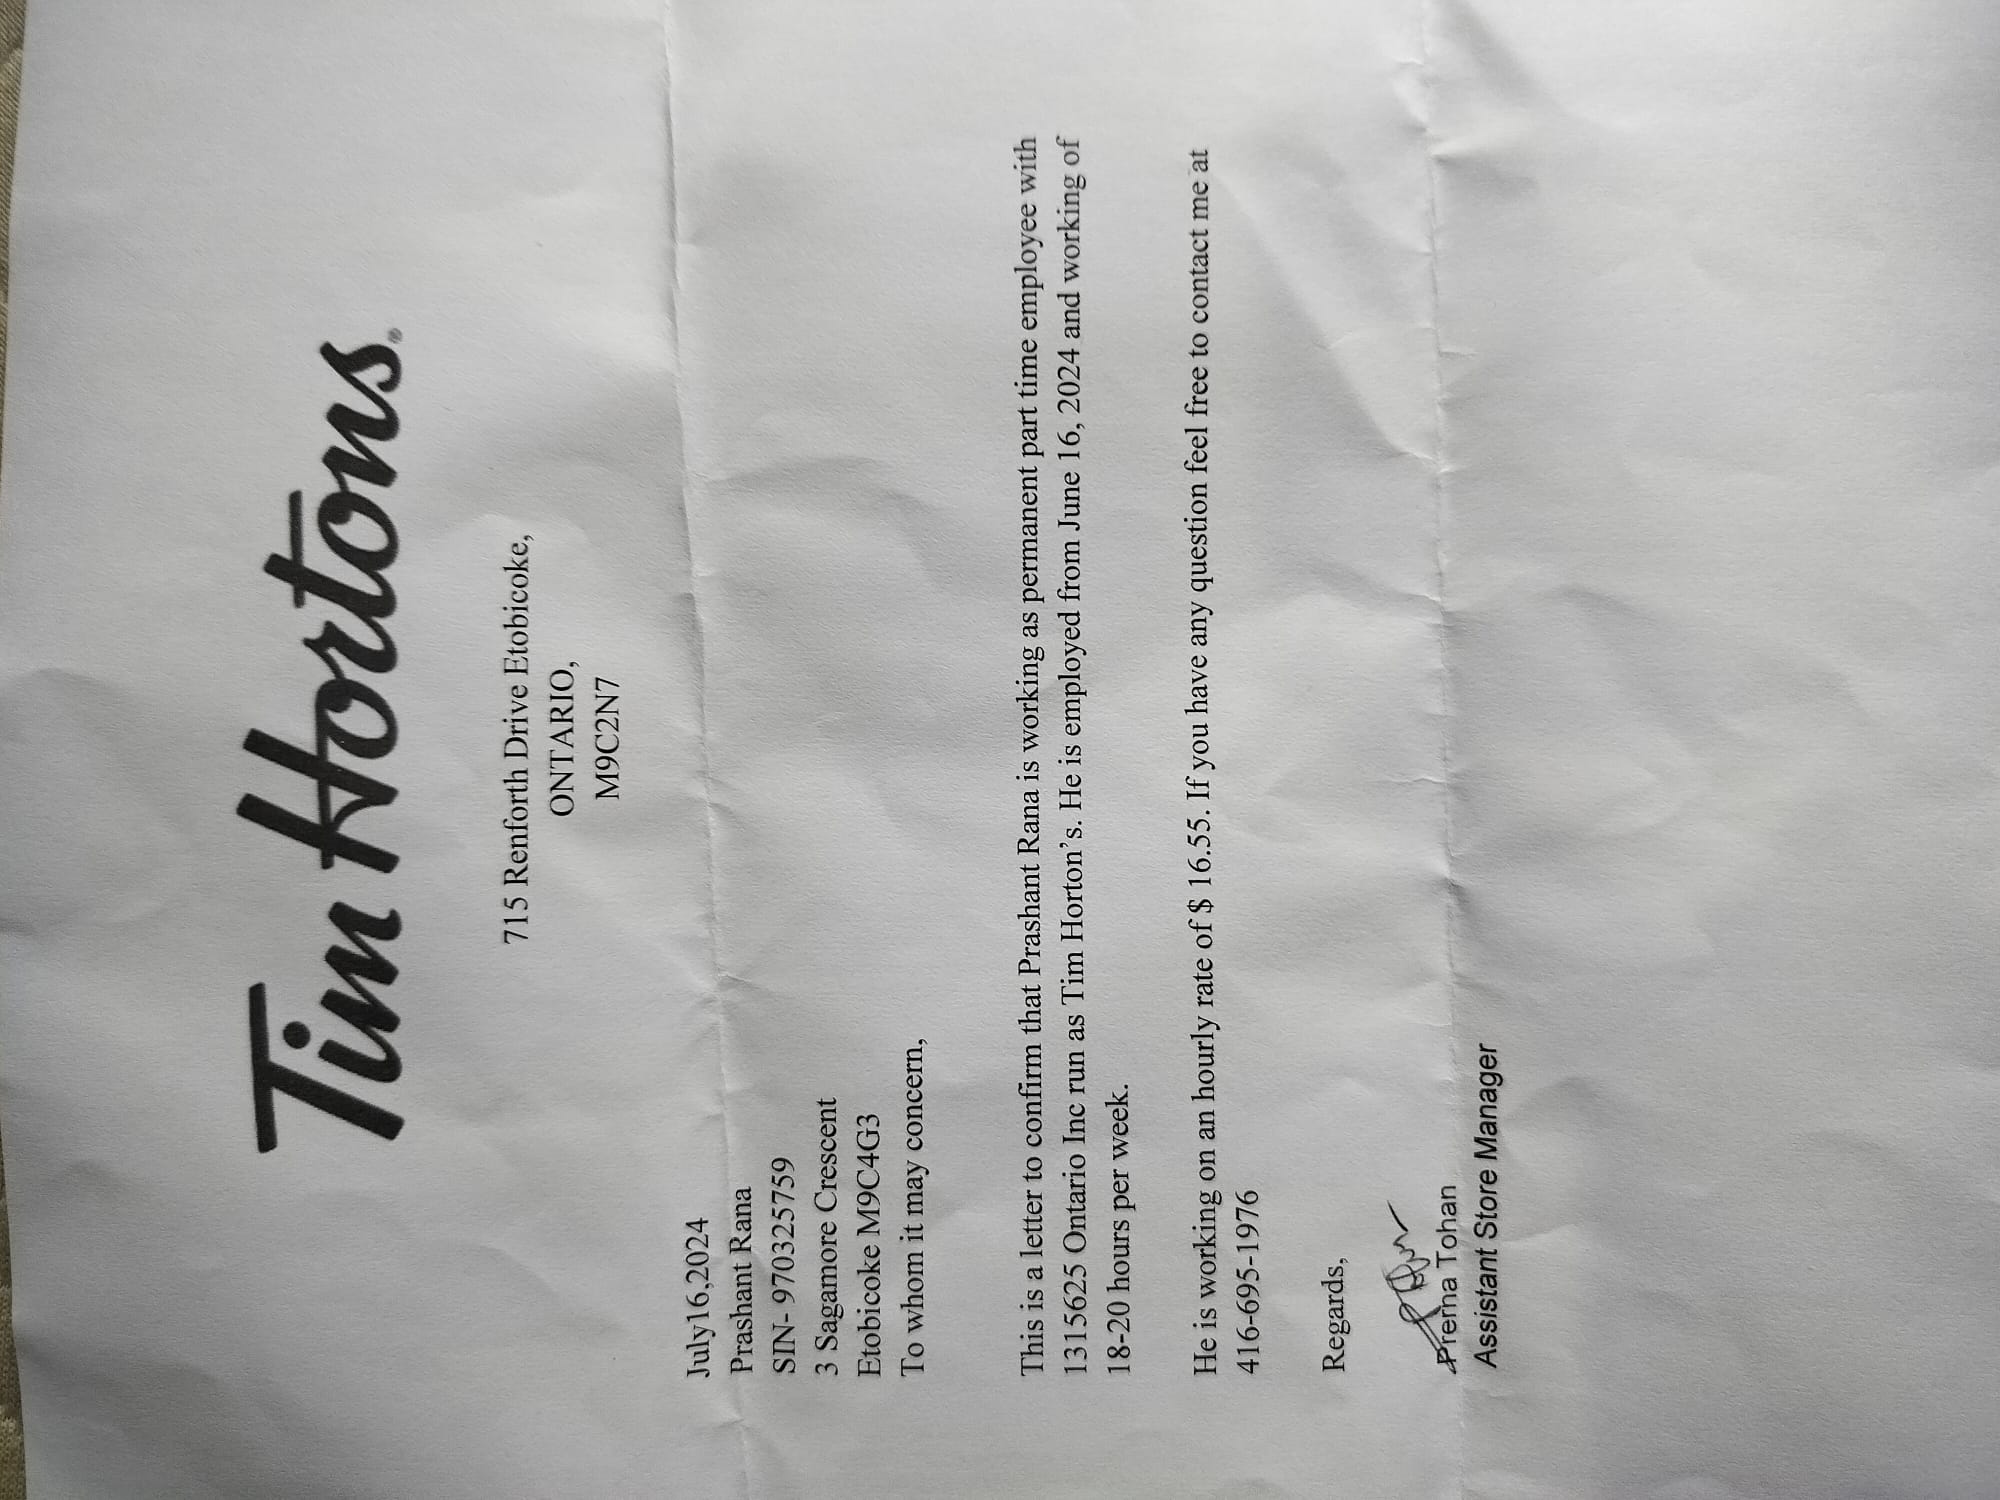 Tim Hortons®
715 Renforth Drive Etobicoke,
ONTARIO,
M9C2N7
July16,2024
Prashant Rana
SIN- 970325759
3 Sagamore Crescent
Etobicoke M9C4G3
To whom it may concern,
This is a letter to confirm that Prashant Rana is working as permanent part time employee with
1315625 Ontario Inc run as Tim Horton’s. He is employed from June 16, 2024 and working of
18-20 hours per week.
He is working on an hourly rate of $ 16.55. If you have any question feel free to contact me at
416-695-1976
Regards,
Prerna Tohan
Assistant Store Manager